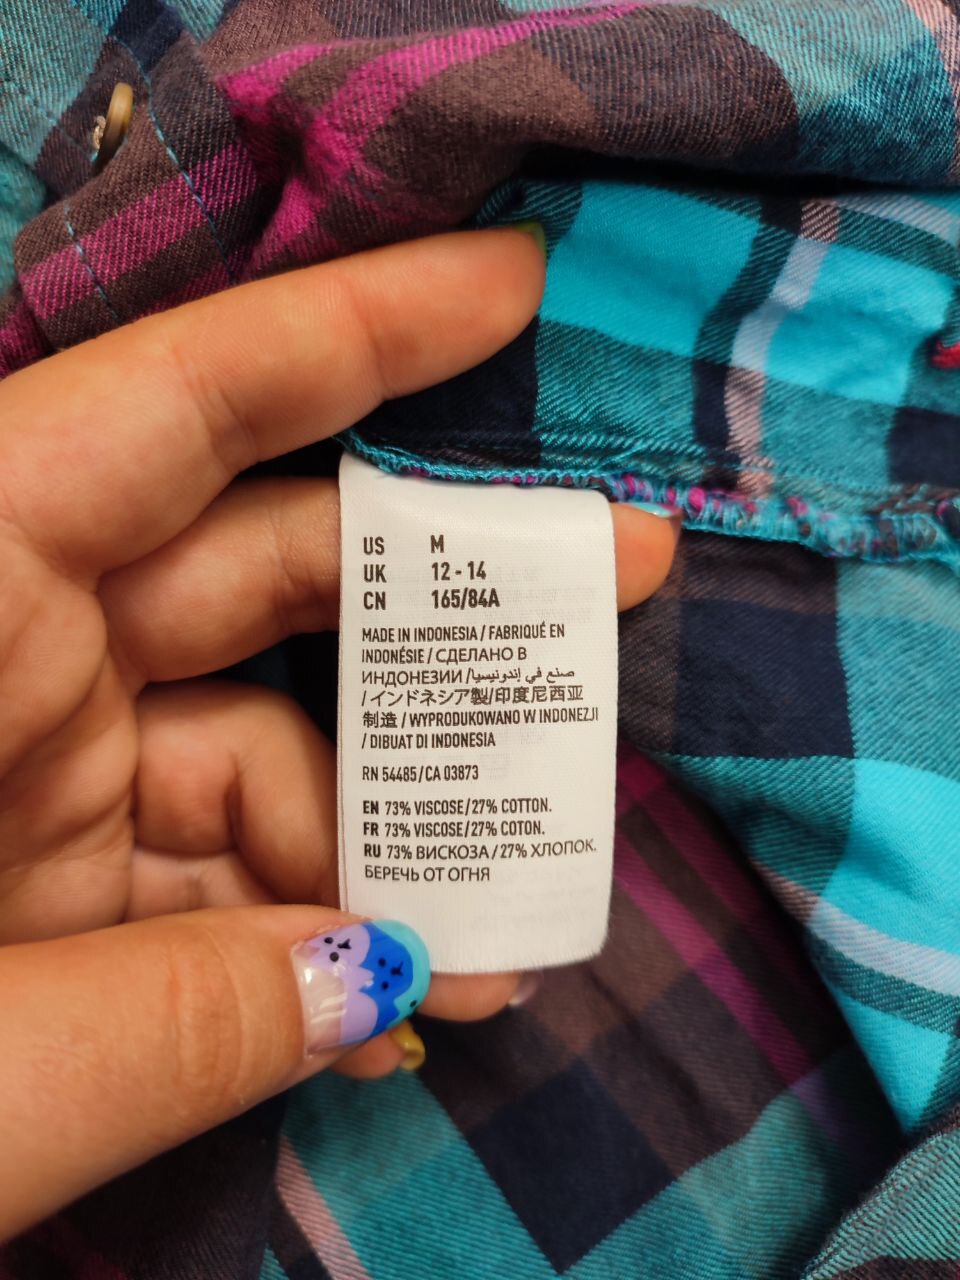 US M
UK 12 - 14
CN 165/84A
MADE IN INDONESIA / FABRIQUÉ EN
INDONÉSIE / СДЕЛАНО В
ИНДОНЕЗИИ /صنع في إندونيسيا
/インドネシア製/印度尼西亚
制造 / WYPRODUKOWANO W INDONEZJI
/ DIBUAT DI INDONESIA
RN 54485 / CA 03873
EN 73% VISCOSE/27% COTTON.
FR 73% VISCOSE/27% COTON.
RU 73% ВИСКОЗА / 27% ХЛОПОК.
БЕРЕЧЬ ОТ ОГНЯ